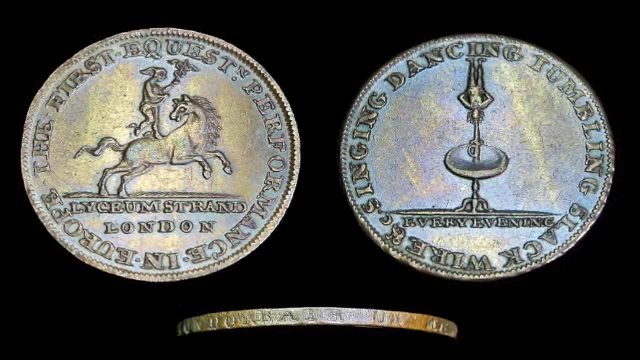 THE FIRST · EQUESTN PERFORMANCE · IN · EUROPE
LYCEUM STRAND
LONDON
SINGING DANCING TUMBLING SLACK WIRE &C
EVERY EVENING